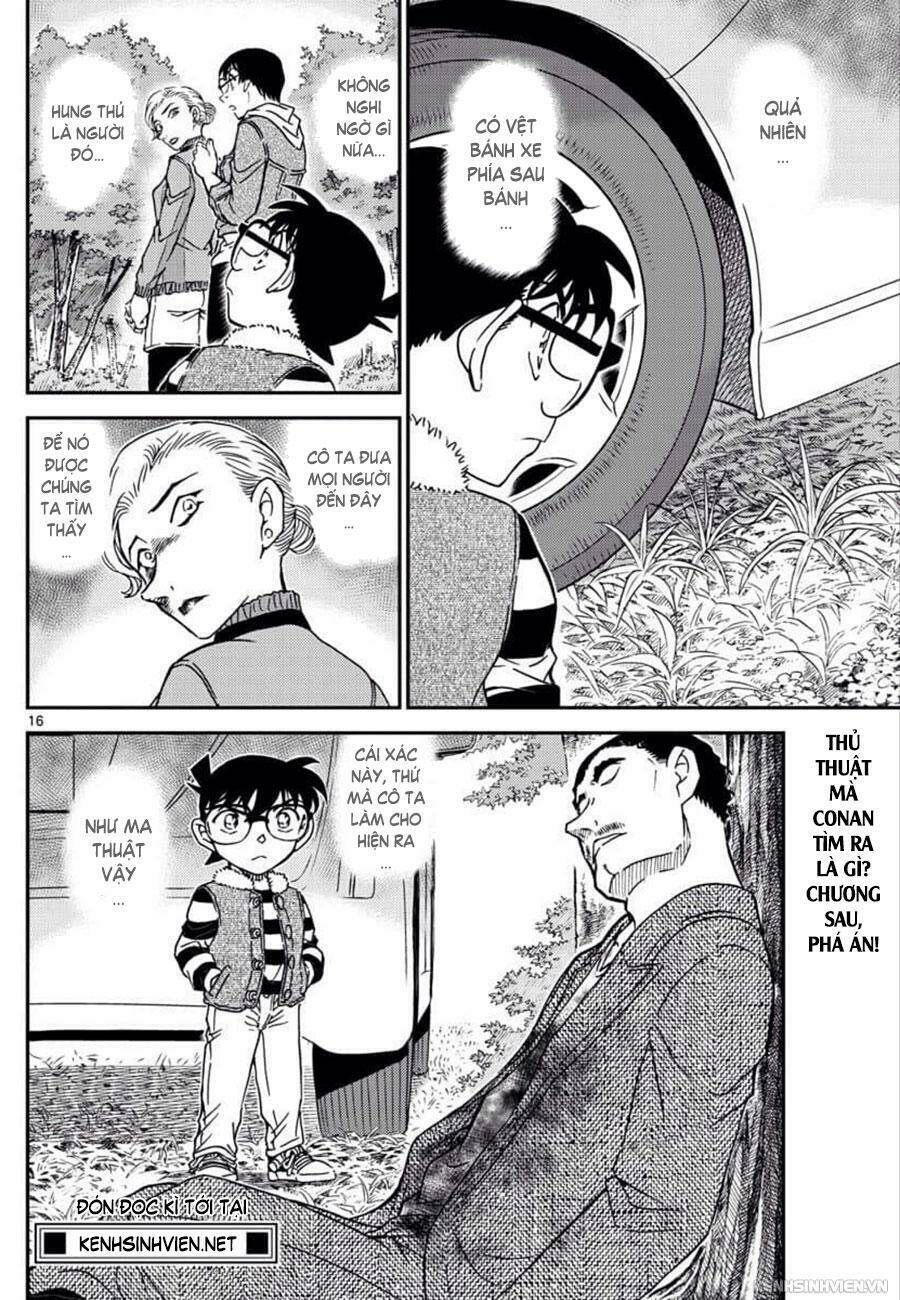 QUẢ
NHIÊN
...
CÓ VỆT
BÁNH XE
PHÍA SAU
BÁNH
...
KHÔNG
NGHI
NGỜ GÌ
NỮA...
HUNG THỦ
LÀ NGƯỜI
ĐÓ...
CÔ TA ĐƯA
MỌI NGƯỜI
ĐẾN ĐÂY
...
ĐỂ NÓ
ĐƯỢC
CHÚNG
TA TÌM
THẤY
...
16
CÁI XÁC
NÀY, THỨ
MÀ CÔ TA
LÀM CHO
HIỆN RA
...
NHƯ MA
THUẬT
VẬY
...
THỦ
THUẬT
MÀ
CONAN
TÌM RA
LÀ GÌ?
CHƯƠNG
SAU,
PHÁ ÁN!
ĐÓN ĐỌC KÌ TỚI TẠI
KENHSINHVIEN.NET
KENHSINHVIEN.VN